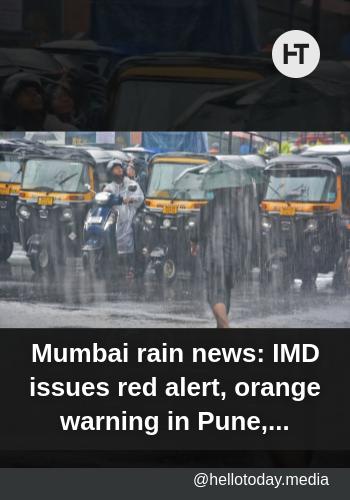 HT
Mumbai rain news: IMD
issues red alert, orange
warning in Pune,...
@hellotoday.media